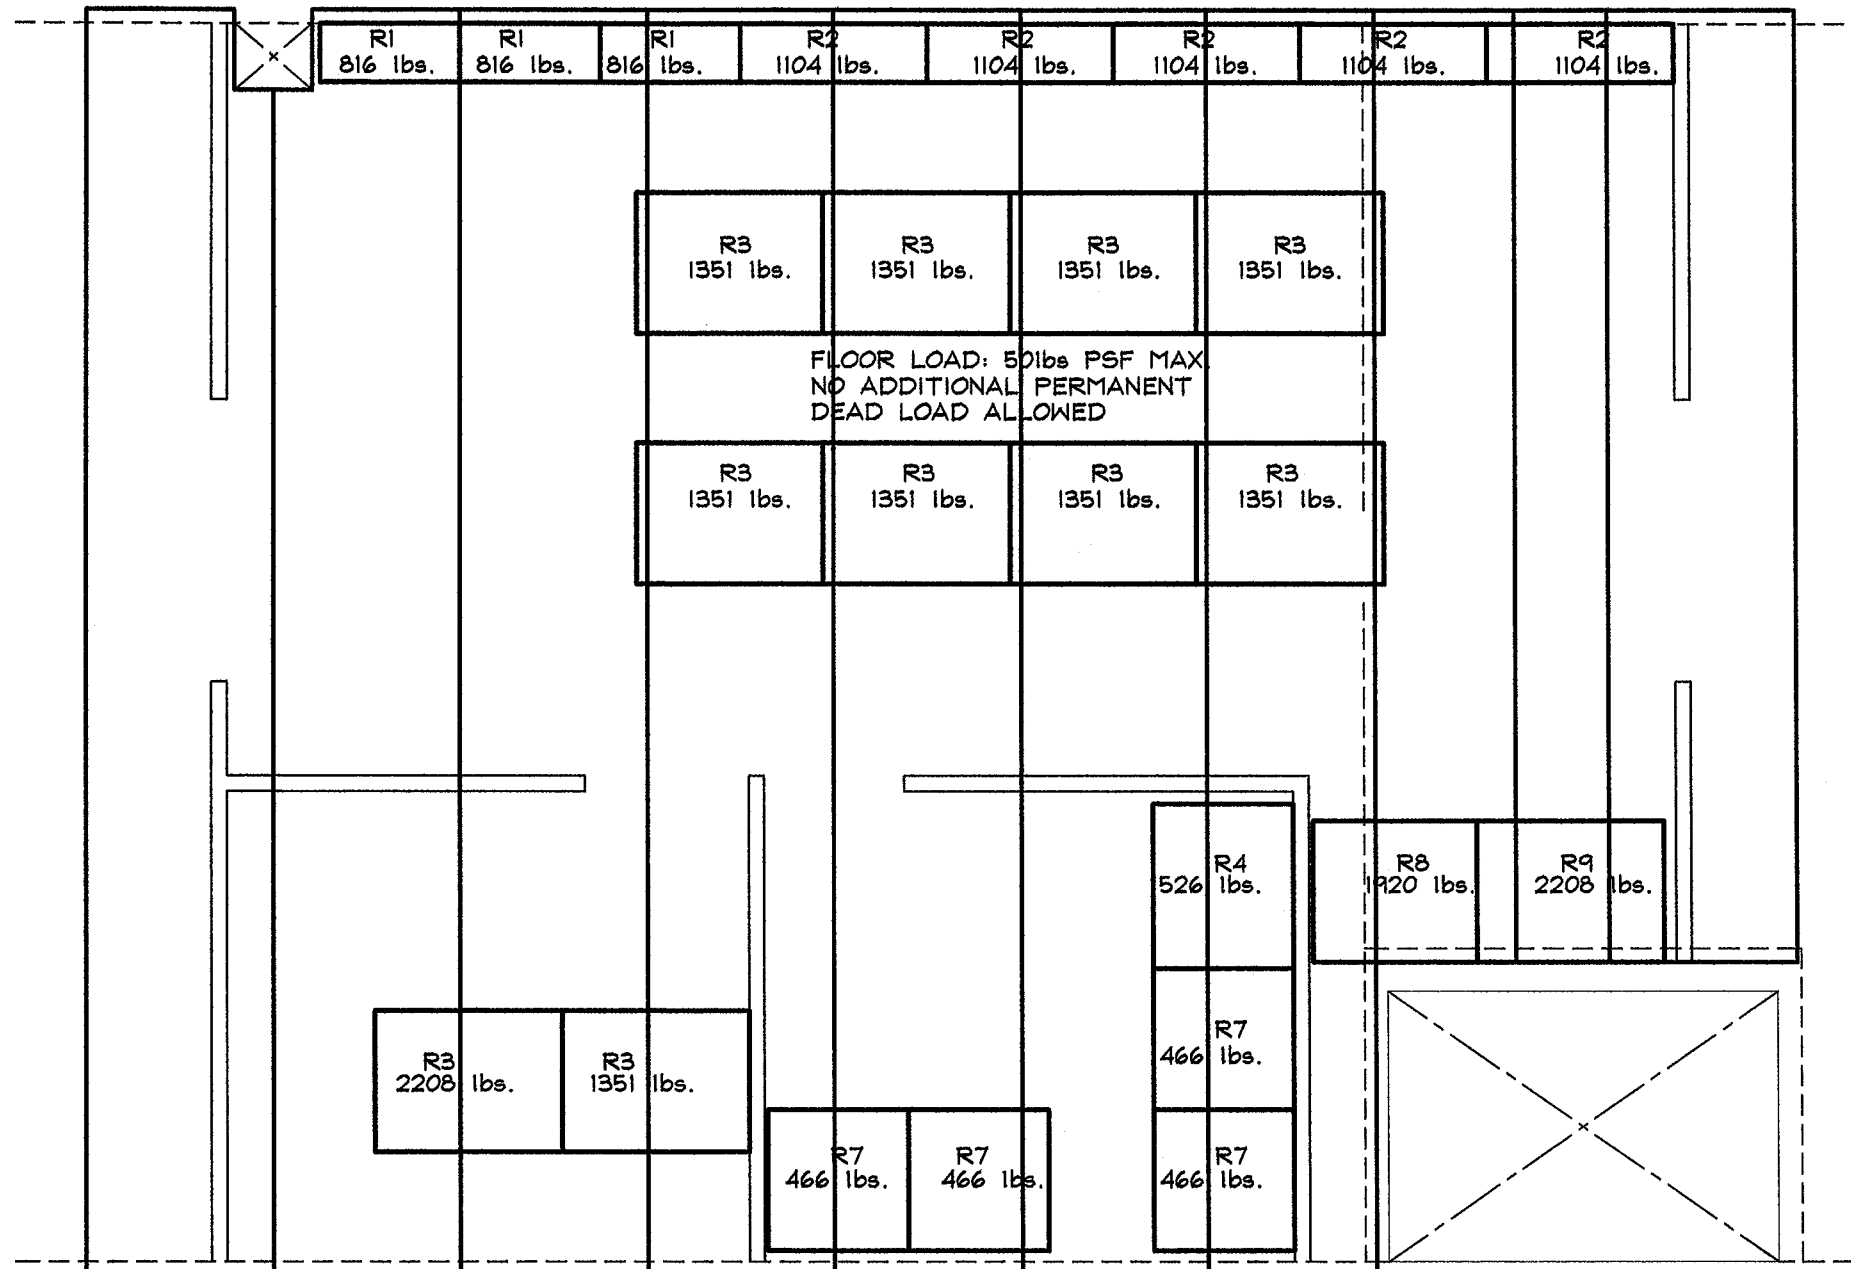 R1 R1 R1 R2 R2 R2 R2 R2
816 lbs. 816 lbs. 816 lbs. 1104 lbs. 1104 lbs. 1104 lbs. 1104 lbs. 1104 lbs.
R3 R3 R3 R3
1351 lbs. 1351 lbs. 1351 lbs. 1351 lbs.
FLOOR LOAD: 50lbs PSF MAX.
NO ADDITIONAL PERMANENT
DEAD LOAD ALLOWED
R3 R3 R3 R3
1351 lbs. 1351 lbs. 1351 lbs. 1351 lbs.
R4 R8 R9
526 lbs. 1920 lbs. 2208 lbs.
R3 R3 R7
2208 lbs. 1351 lbs. 466 lbs.
R7 R7 R7
466 lbs. 466 lbs. 466 lbs.